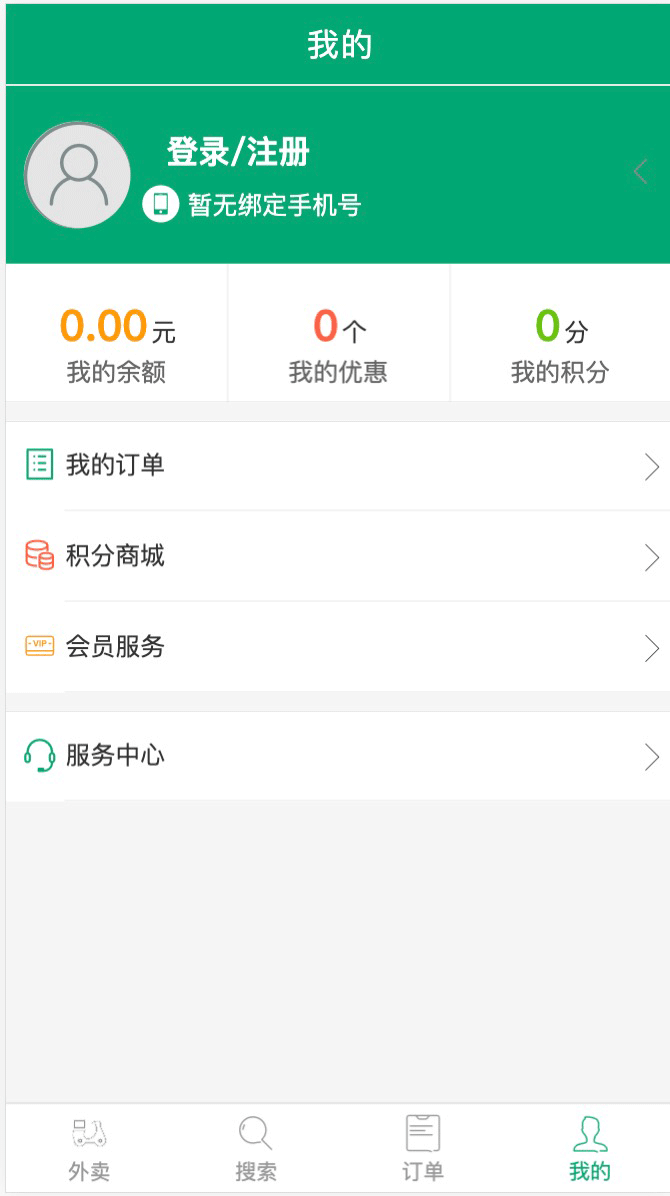 我的
登录/注册
暂无绑定手机号
0.00元
0个
0分
我的余额
我的优惠
我的积分
我的订单
积分商城
VIP
会员服务
服务中心
外卖
搜索
订单
我的